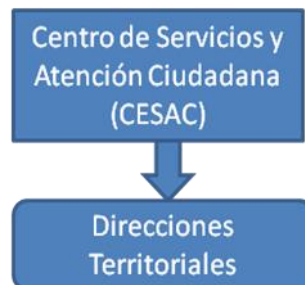 Centro de Servicios y
Atención Ciudadana
(CESAC)
Direcciones
Territoriales